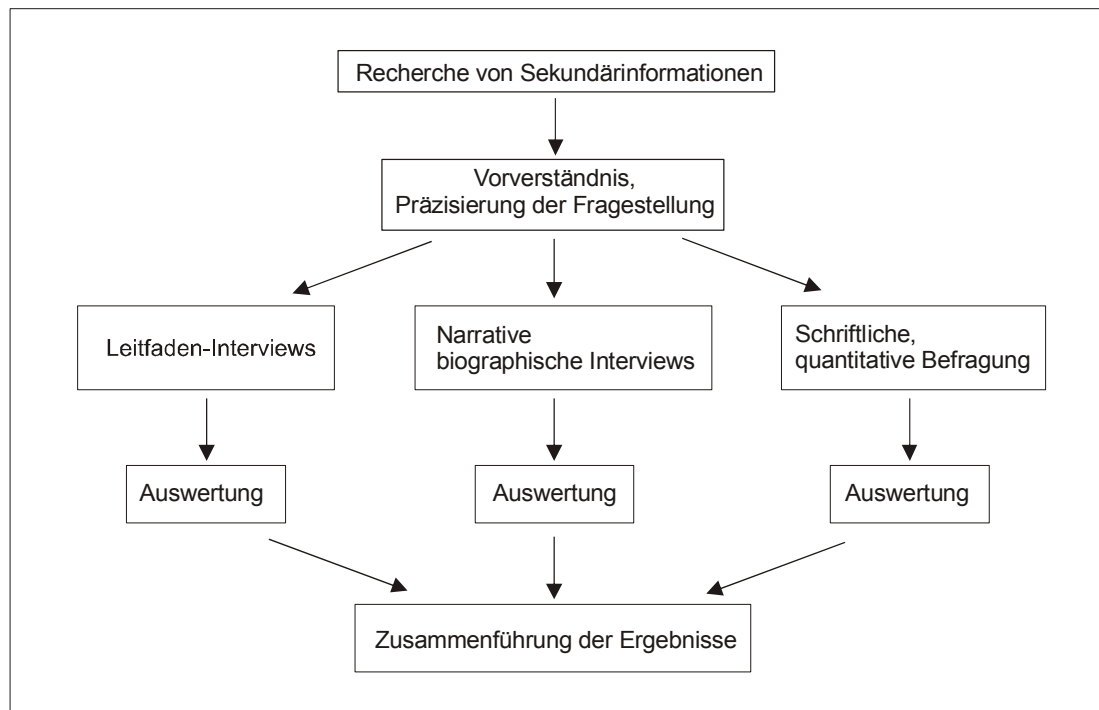 Recherche von Sekundärinformationen
Vorverständnis,
Präzisierung der Fragestellung
Leitfaden-Interviews
Narrative
biographische Interviews
Schriftliche,
quantitative Befragung
Auswertung
Auswertung
Auswertung
Zusammenführung der Ergebnisse